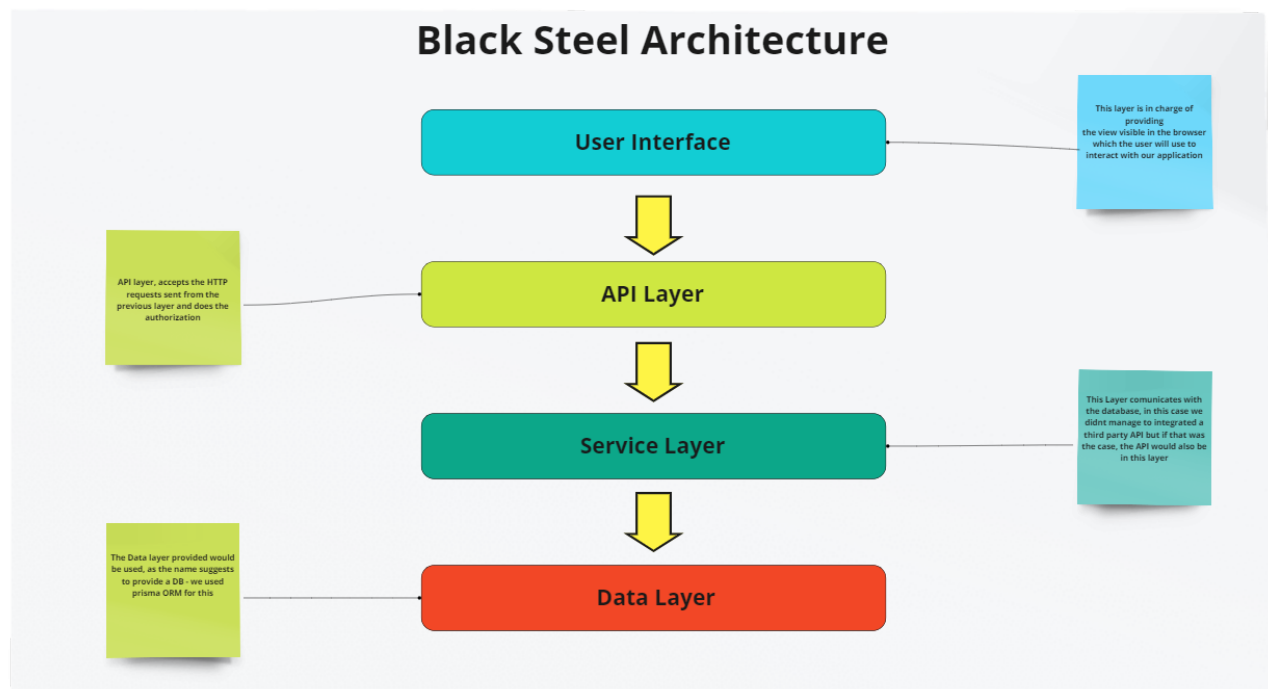 Black Steel Architecture
User Interface
This layer is in charge of
providing
the view visible in the browser
which the user will use to
interact with our application
API Layer
API layer, accepts the HTTP
requests sent from the
previous layer and does the
authorization
Service Layer
This Layer comunicates with
the database, in this case we
didnt manage to integrated a
third party API but if that was
the case, the API would also be
in this layer
Data Layer
The Data layer provided would
be used, as the name suggests
to provide a DB - we used
prisma ORM for this